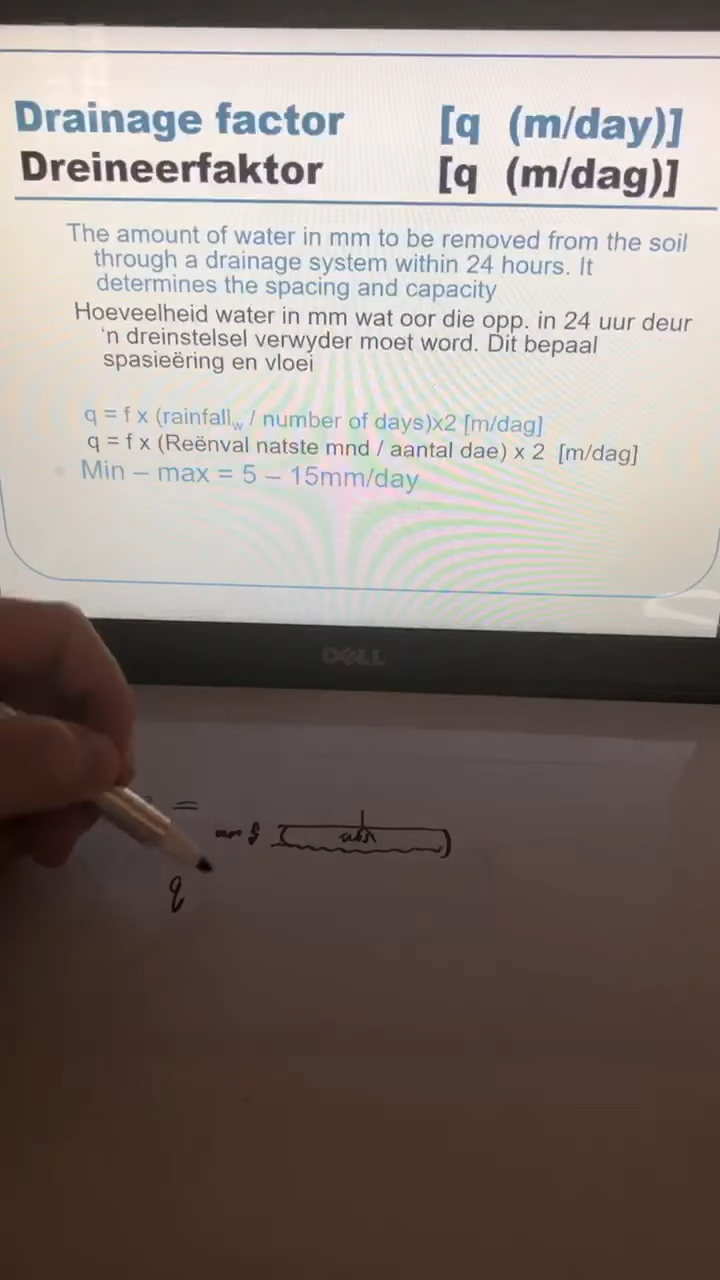 Drainage factor [q (m/day)]
Dreineerfaktor [q (m/dag)]
The amount of water in mm to be removed from the soil
through a drainage system within 24 hours. It
determines the spacing and capacity
Hoeveelheid water in mm wat oor die opp. in 24 uur deur
'n dreinstelsel verwyder moet word. Dit bepaal
spasieëring en vloei
q = f x (rainfallw / number of days)x2 [m/dag]
q = f x (Reënval natste mnd / aantal dae) x 2 [m/dag]
Min – max = 5 – 15mm/day
DELL
=
q